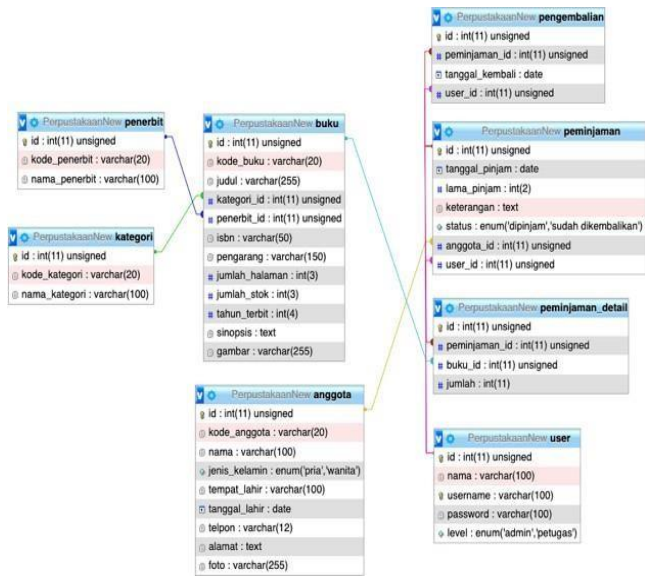 PerpustakaanNew penerbit
id : int(11) unsigned
kode_penerbit : varchar(20)
nama_penerbit : varchar(100)
PerpustakaanNew kategori
id : int(11) unsigned
kode_kategori : varchar(20)
nama_kategori : varchar(100)
PerpustakaanNew buku
id : int(11) unsigned
kode_buku : varchar(20)
judul : varchar(255)
kategori_id : int(11) unsigned
penerbit_id : int(11) unsigned
isbn : varchar(50)
pengarang : varchar(150)
jumlah_halaman : int(3)
jumlah_stok : int(3)
tahun_terbit : int(4)
sinopsis : text
gambar : varchar(255)
PerpustakaanNew anggota
id : int(11) unsigned
kode_anggota : varchar(20)
nama : varchar(100)
jenis_kelamin : enum('pria','wanita')
tempat_lahir : varchar(100)
tanggal_lahir : date
telpon : varchar(12)
alamat : text
foto : varchar(255)
PerpustakaanNew pengembalian
id : int(11) unsigned
peminjaman_id : int(11) unsigned
tanggal_kembali : date
user_id : int(11) unsigned
PerpustakaanNew peminjaman
id : int(11) unsigned
tanggal_pinjam : date
lama_pinjam : int(2)
keterangan : text
status : enum('dipinjam','sudah dikembalikan')
anggota_id : int(11) unsigned
user_id : int(11) unsigned
PerpustakaanNew peminjaman_detail
id : int(11) unsigned
peminjaman_id : int(11) unsigned
buku_id : int(11) unsigned
jumlah : int(11)
PerpustakaanNew user
id : int(11) unsigned
nama : varchar(100)
username : varchar(100)
password : varchar(100)
level : enum('admin','petugas')